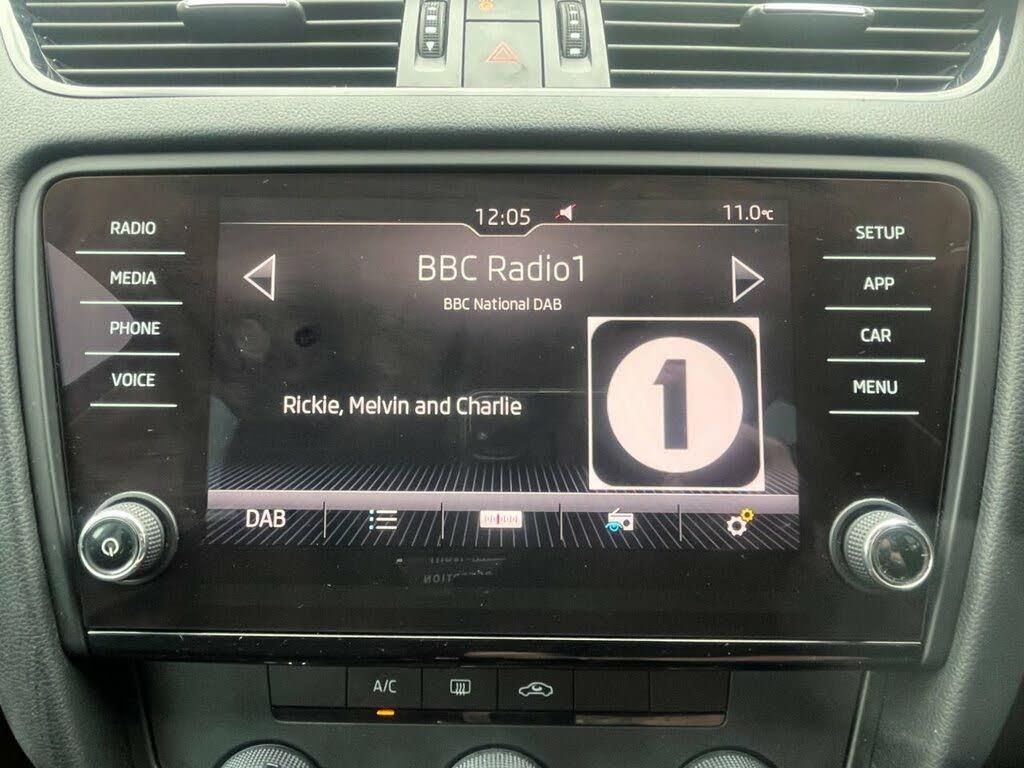 12:05
11.0°C
RADIO
MEDIA
PHONE
VOICE
BBC Radio1
BBC National DAB
Rickie, Melvin and Charlie
1
SETUP
APP
CAR
MENU
DAB
A/C